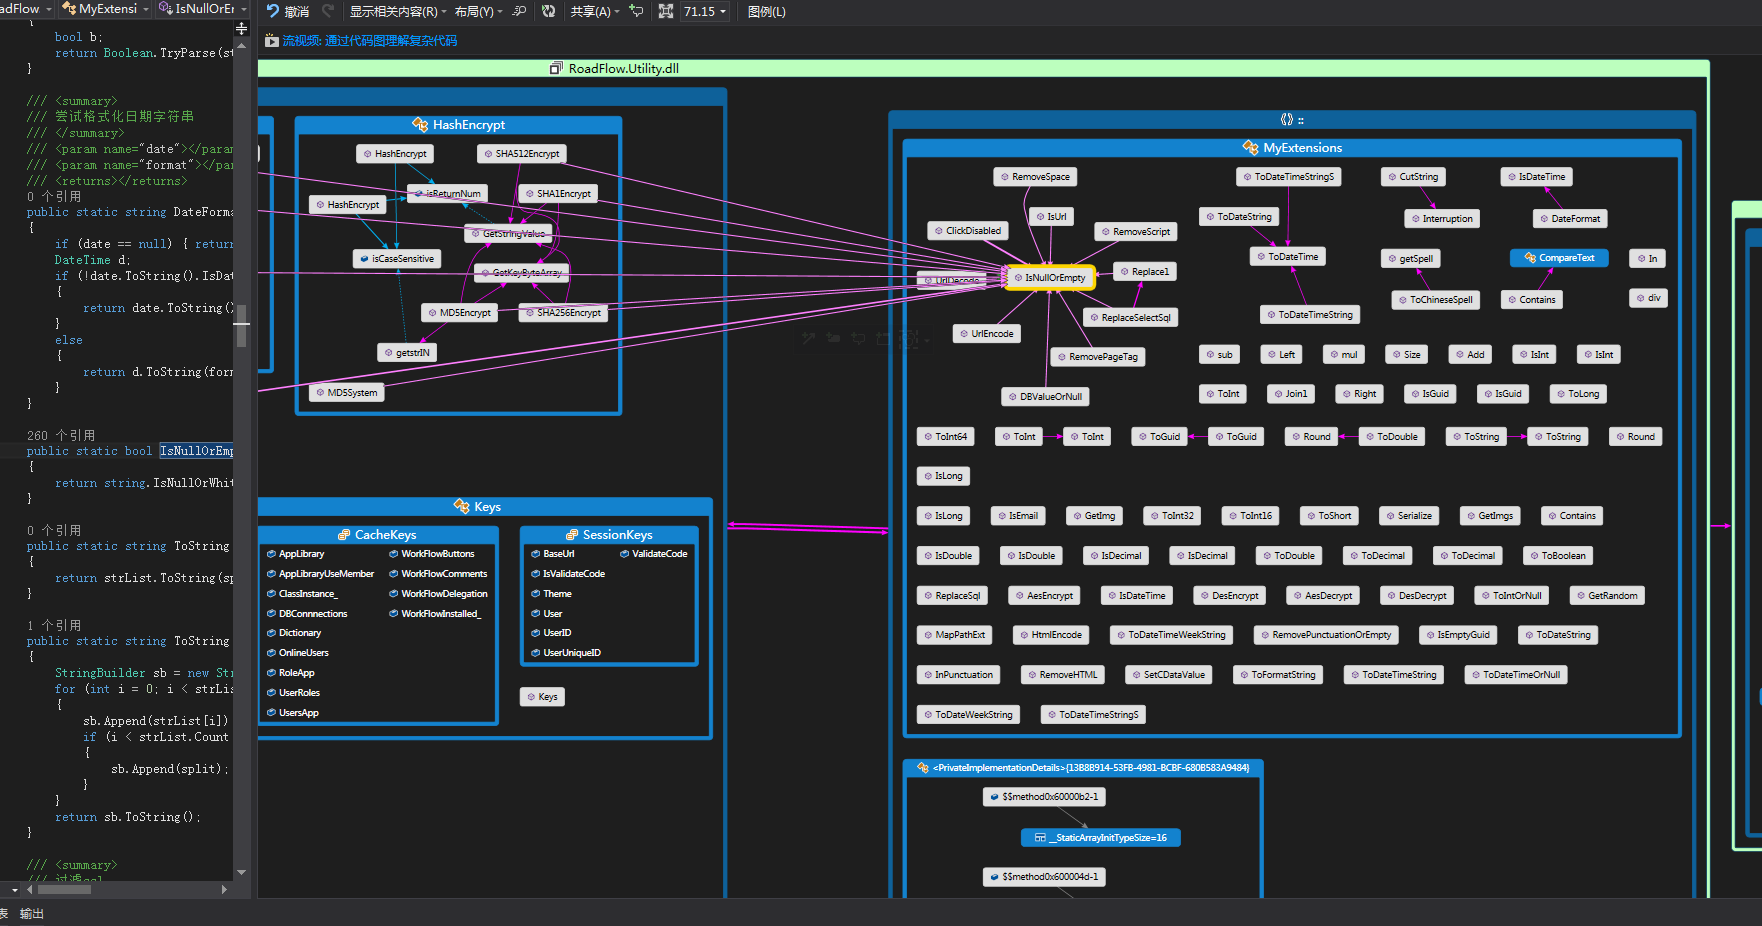 adFlow
MyExtensi
IsNullOrEr
撤消
显示相关内容(R)
布局(Y)
共享(A)
71.15
图例(L)
流视频: 通过代码图理解复杂代码
{
bool b;
return Boolean.TryParse(st
}
/// <summary>
/// 尝试格式化日期字符串
/// </summary>
/// <param name="date"></param
/// <param name="format"></par
/// <returns></returns>
0 个引用
public static string DateForma
{
if (date == null) { return
DateTime d;
if (!date.ToString().IsDat
{
return date.ToString()
}
else
{
return d.ToString(form
}
}
260 个引用
public static bool IsNullOrEmp
{
return string.IsNullOrWhit
}
0 个引用
public static string ToString
{
return strList.ToString(sp
}
1 个引用
public static string ToString
{
StringBuilder sb = new Str
for (int i = 0; i < strLis
{
sb.Append(strList[i])
if (i < strList.Count
{
sb.Append(split);
}
}
return sb.ToString();
}
/// <summary>
/// 过滤sql
表 输出
RoadFlow.Utility.dll
HashEncrypt
HashEncrypt
SHA512Encrypt
isReturnNum
SHA1Encrypt
HashEncrypt
GetStringValue
isCaseSensitive
GetKeyByteArray
MD5Encrypt
SHA256Encrypt
getstrIN
MD5System
Keys
CacheKeys
AppLibrary
WorkFlowButtons
AppLibraryUseMember
WorkFlowComments
ClassInstance_
WorkFlowDelegation
DBConnnections
WorkFlowInstalled_
Dictionary
OnlineUsers
RoleApp
UserRoles
UsersApp
SessionKeys
BaseUrl
ValidateCode
IsValidateCode
Theme
User
UserID
UserUniqueID
Keys
::
MyExtensions
RemoveSpace
ToDateTimeStringS
CutString
IsDateTime
IsUrl
ToDateString
Interruption
DateFormat
ClickDisabled
RemoveScript
ToDateTime
getSpell
CompareText
In
UrlDecode
IsNullOrEmpty
Replace1
ToChineseSpell
Contains
div
ReplaceSelectSql
ToDateTimeString
UrlEncode
RemovePageTag
sub
Left
mul
Size
Add
IsInt
IsInt
DBValueOrNull
ToInt
Join1
Right
IsGuid
IsGuid
ToLong
ToInt64
ToInt
ToInt
ToGuid
ToGuid
Round
ToDouble
ToString
ToString
Round
IsLong
IsLong
IsEmail
GetImg
ToInt32
ToInt16
ToShort
Serialize
GetImgs
Contains
IsDouble
IsDouble
IsDecimal
IsDecimal
ToDouble
ToDecimal
ToDecimal
ToBoolean
ReplaceSql
AesEncrypt
IsDateTime
DesEncrypt
AesDecrypt
DesDecrypt
ToIntOrNull
GetRandom
MapPathExt
HtmlEncode
ToDateTimeWeekString
RemovePunctuationOrEmpty
IsEmptyGuid
ToDateString
InPunctuation
RemoveHTML
SetCDataValue
ToFormatString
ToDateTimeString
ToDateTimeOrNull
ToDateWeekString
ToDateTimeStringS
<PrivateImplementationDetails>{13B8B914-53FB-4981-BCBF-680B583A9484}
$$method0x60000b2-1
__StaticArrayInitTypeSize=16
$$method0x600004d-1